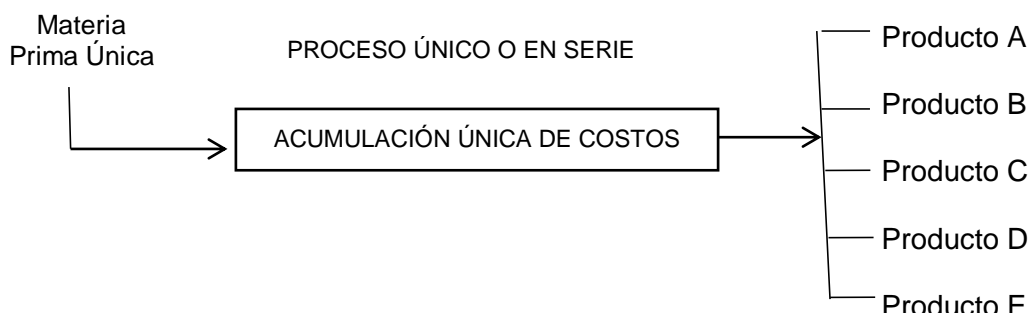 Materia
Prima Única
PROCESO ÚNICO O EN SERIE
ACUMULACIÓN ÚNICA DE COSTOS
Producto A
Producto B
Producto C
Producto D
Producto